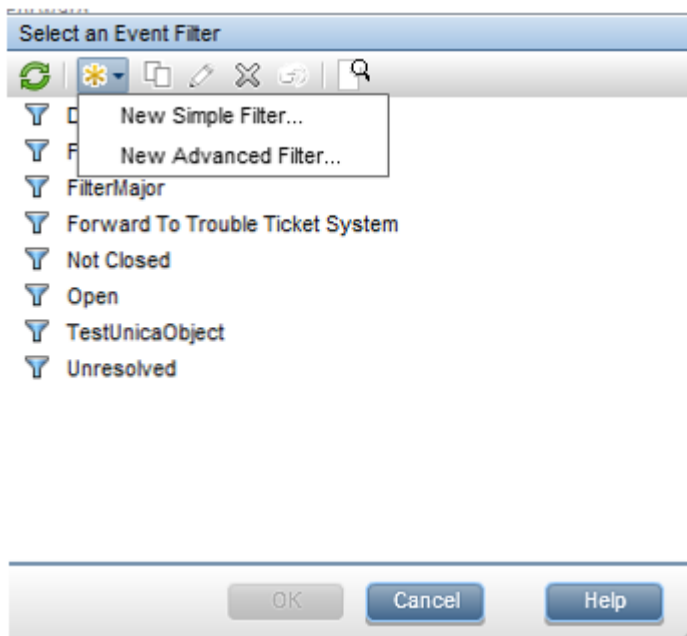 Select an Event Filter
New Simple Filter...
New Advanced Filter...
D
F
FilterMajor
Forward To Trouble Ticket System
Not Closed
Open
TestUnicaObject
Unresolved
OK
Cancel
Help